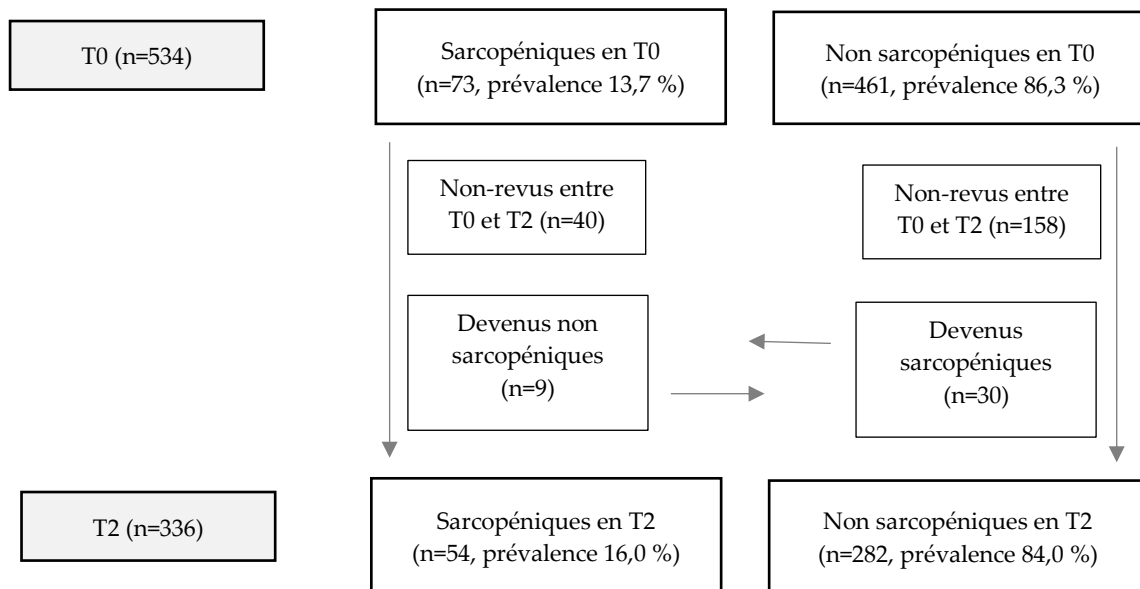 T0 (n=534)
Sarcopéniques en T0
(n=73, prévalence 13,7 %)
Non sarcopéniques en T0
(n=461, prévalence 86,3 %)
Non-revus entre
T0 et T2 (n=40)
Non-revus entre
T0 et T2 (n=158)
Devenus non
sarcopéniques
(n=9)
Devenus
sarcopéniques
(n=30)
T2 (n=336)
Sarcopéniques en T2
(n=54, prévalence 16,0 %)
Non sarcopéniques en T2
(n=282, prévalence 84,0 %)